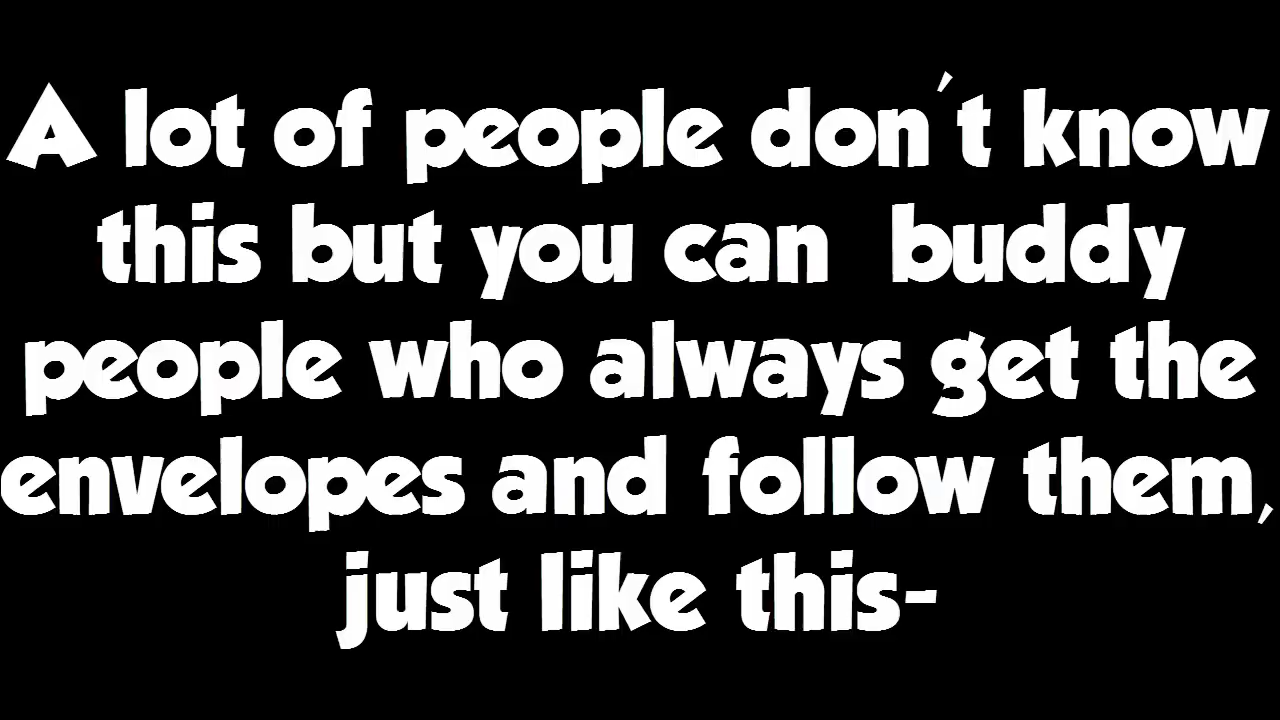 A lot of people don't know
this but you can  buddy
people who always get the
envelopes and follow them,
just like this-